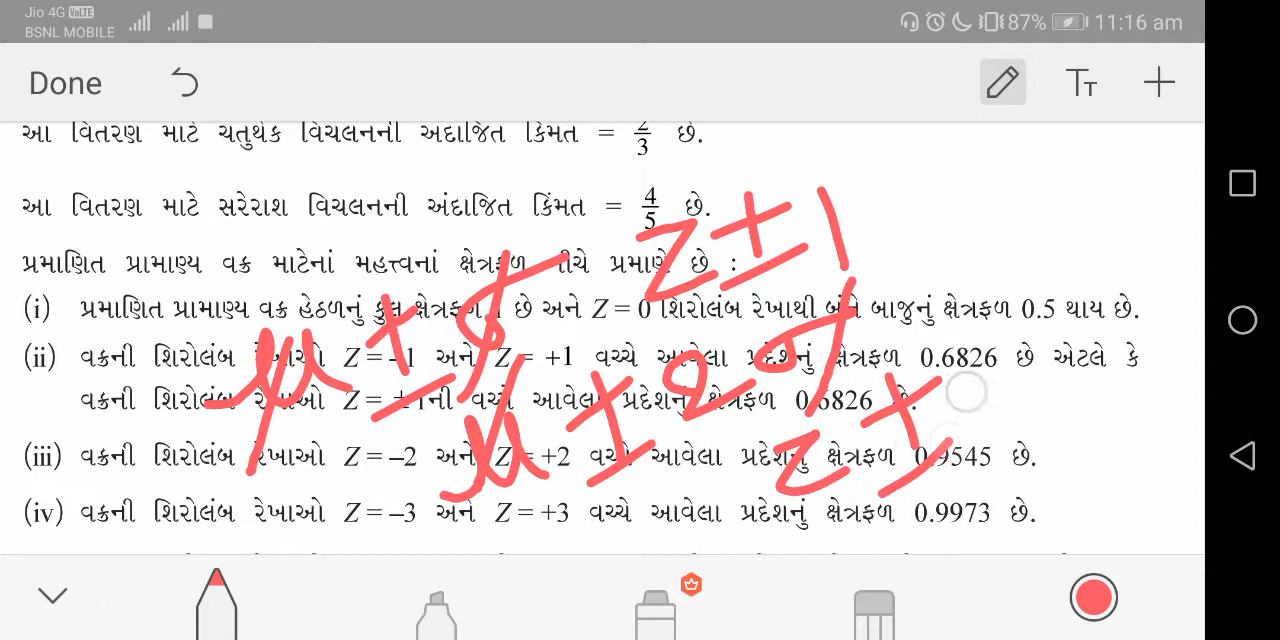 Jio 4G VoLTE
BSNL MOBILE
87% 11:16 am
Done
TT
આ વિતરણ માટે ચતુર્થક વિચલનની અંદાજિત કિંમત = 2/3 છે.
આ વિતરણ માટે સરેરાશ વિચલનની અંદાજિત કિંમત = 4/5 છે.
z ± 1
પ્રમાણિત પ્રામાણ્ય વક્ર માટેનાં મહત્ત્વનાં ક્ષેત્રફળ નીચે પ્રમાણે છે :
(i) પ્રમાણિત પ્રામાણ્ય વક્ર હેઠળનું કુલ ક્ષેત્રફળ 1 છે અને Z = 0 શિરોલંબ રેખાથી બંને બાજુનું ક્ષેત્રફળ 0.5 થાય છે.
μ ± σ
(ii) વક્રની શિરોલંબ રેખાઓ Z = –1 અને Z = +1 વચ્ચે આવેલા પ્રદેશનું ક્ષેત્રફળ 0.6826 છે એટલે કે
વક્રની શિરોલંબ રેખાઓ Z = ±1ની વચ્ચે આવેલા પ્રદેશનું ક્ષેત્રફળ 0.6826 છે.
μ ± 2σ
z ±
(iii) વક્રની શિરોલંબ રેખાઓ Z = –2 અને Z = +2 વચ્ચે આવેલા પ્રદેશનું ક્ષેત્રફળ 0.9545 છે.
(iv) વક્રની શિરોલંબ રેખાઓ Z = –3 અને Z = +3 વચ્ચે આવેલા પ્રદેશનું ક્ષેત્રફળ 0.9973 છે.